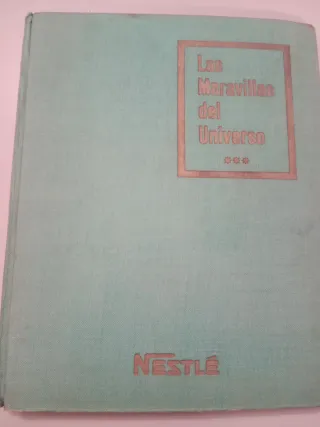 Las
Maravillas
del
Universo
***
NESTLÉ